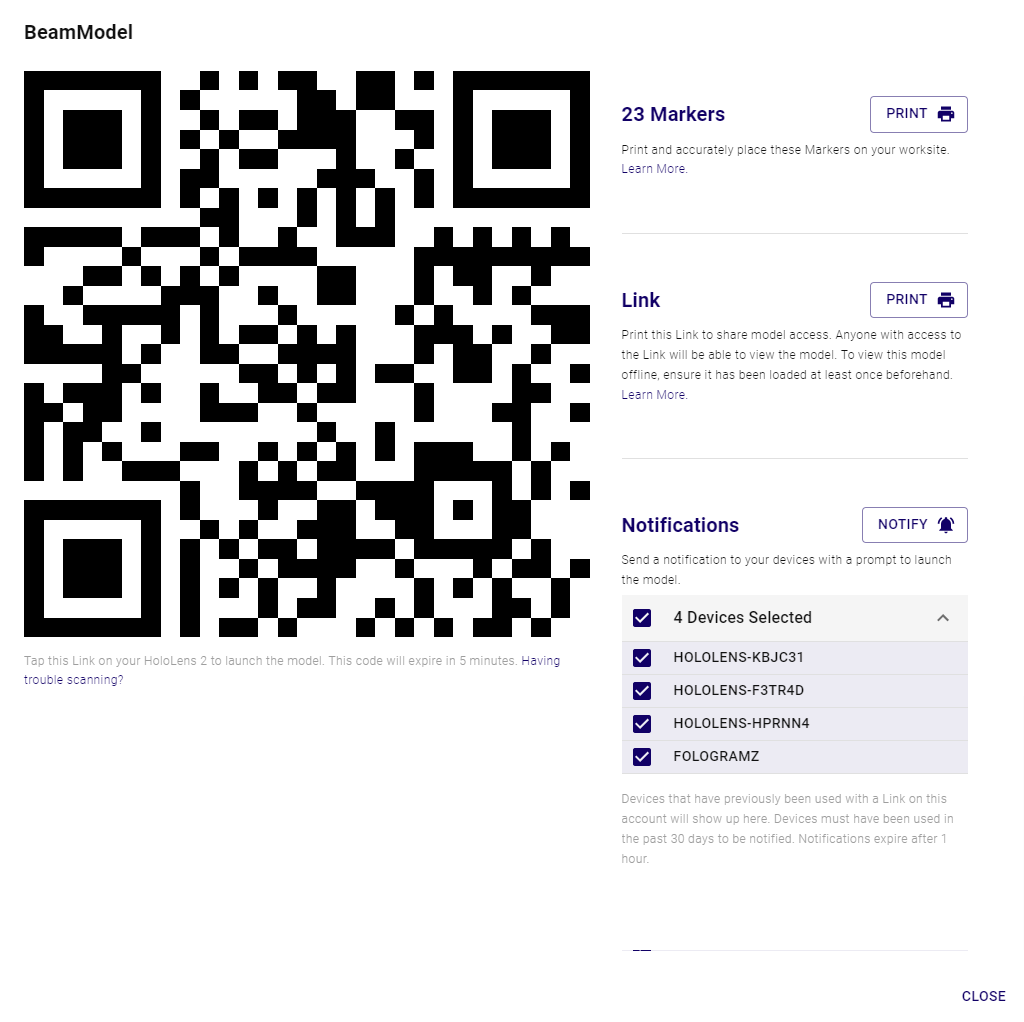 BeamModel
Tap this Link on your HoloLens 2 to launch the model. This code will expire in 5 minutes. Having
trouble scanning?
23 Markers
PRINT
Print and accurately place these Markers on your worksite.
Learn More.
Link
PRINT
Print this Link to share model access. Anyone with access to
the Link will be able to view the model. To view this model
offline, ensure it has been loaded at least once beforehand.
Learn More.
Notifications
NOTIFY
Send a notification to your devices with a prompt to launch
the model.
4 Devices Selected
HOLOLENS-KBJC31
HOLOLENS-F3TR4D
HOLOLENS-HPRNN4
FOLOGRAMZ
Devices that have previously been used with a Link on this
account will show up here. Devices must have been used in
the past 30 days to be notified. Notifications expire after 1
hour.
CLOSE